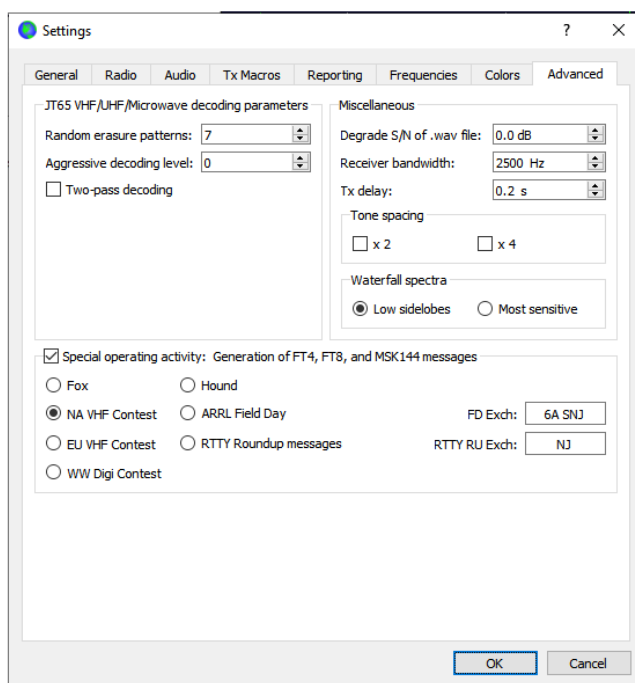 Settings
?
General Radio Audio Tx Macros Reporting Frequencies Colors Advanced
JT65 VHF/UHF/Microwave decoding parameters
Random erasure patterns: 7
Aggressive decoding level: 0
Two-pass decoding
Miscellaneous
Degrade S/N of .wav file: 0.0 dB
Receiver bandwidth: 2500 Hz
Tx delay: 0.2 s
Tone spacing
x 2 x 4
Waterfall spectra
Low sidelobes Most sensitive
Special operating activity: Generation of FT4, FT8, and MSK144 messages
Fox Hound
NA VHF Contest ARRL Field Day FD Exch: 6A SNJ
EU VHF Contest RTTY Roundup messages RTTY RU Exch: NJ
WW Digi Contest
OK Cancel